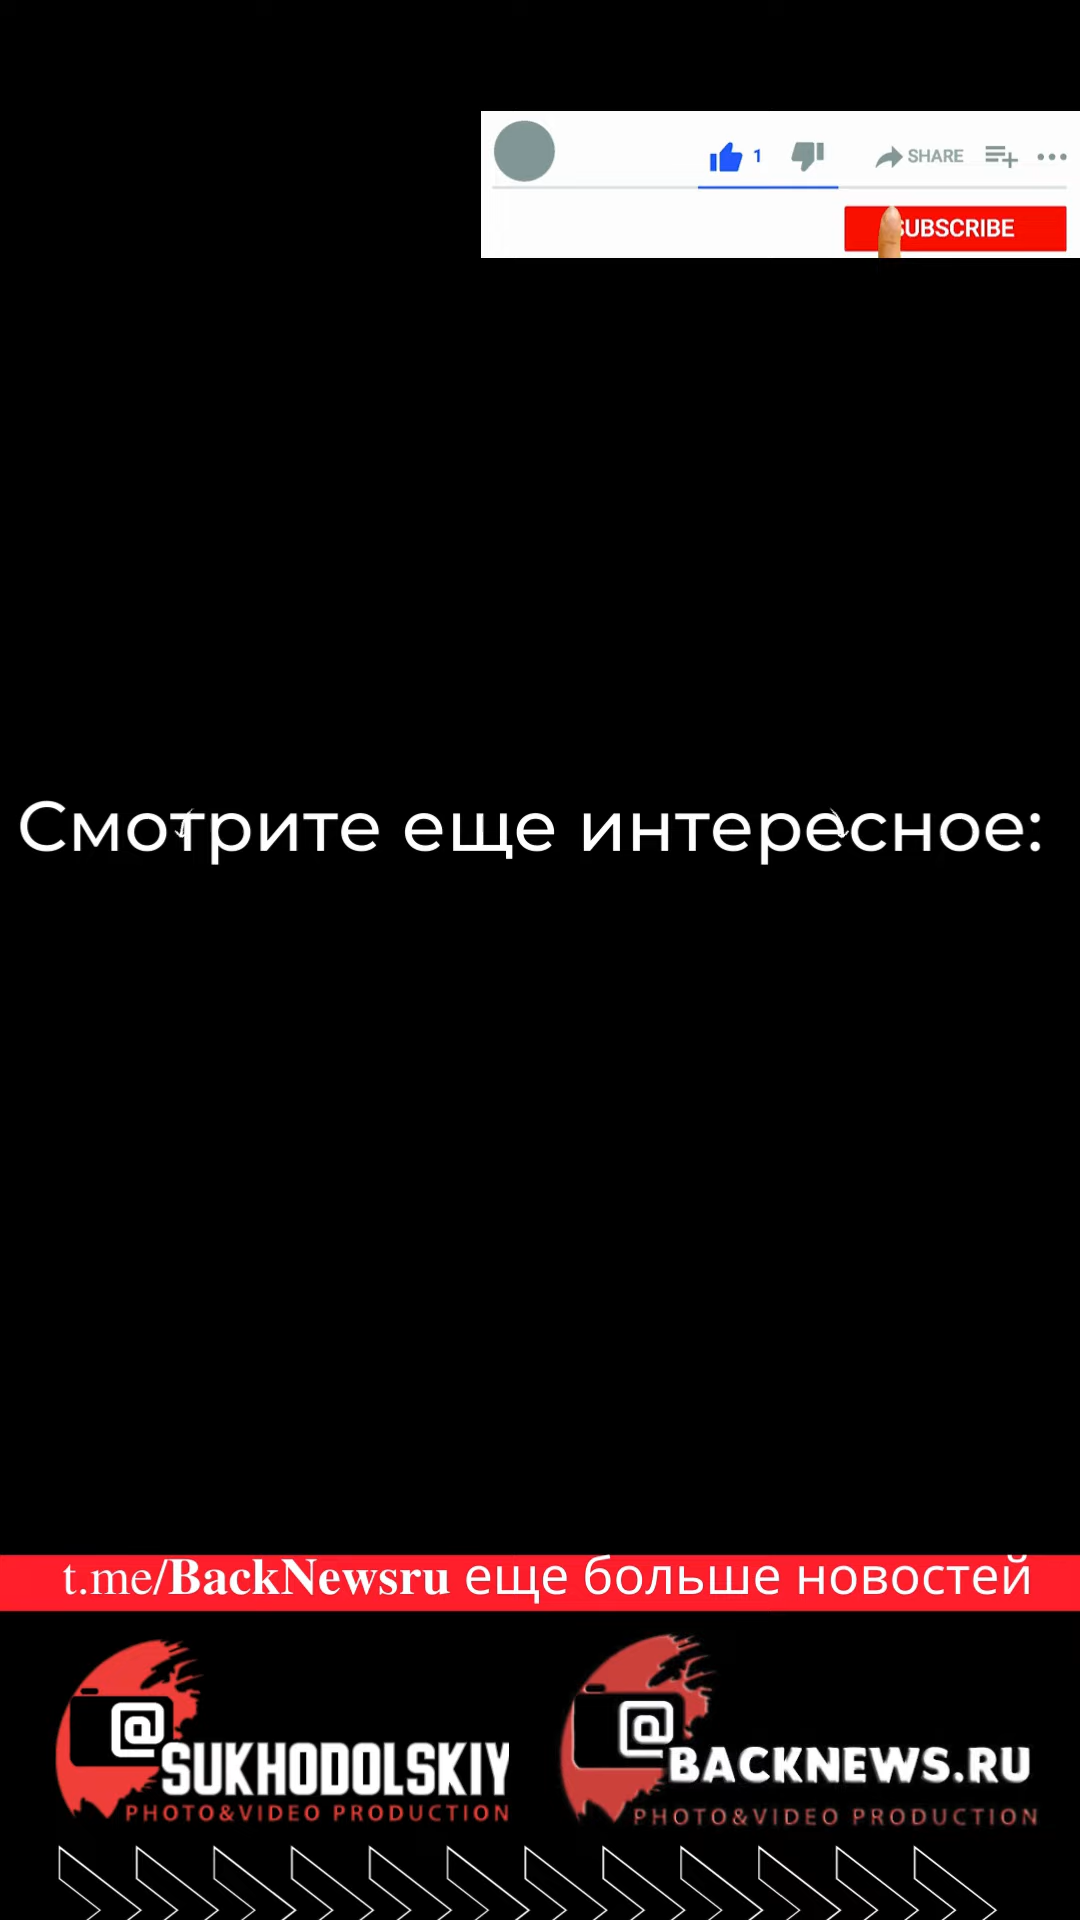 1 SHARE
SUBSCRIBE
Смотрите еще интересное:
t.me/BackNewsru еще больше новостей
@SUKHODOLSKIY
PHOTO&VIDEO PRODUCTION
@BACKNEWS.RU
PHOTO&VIDEO PRODUCTION